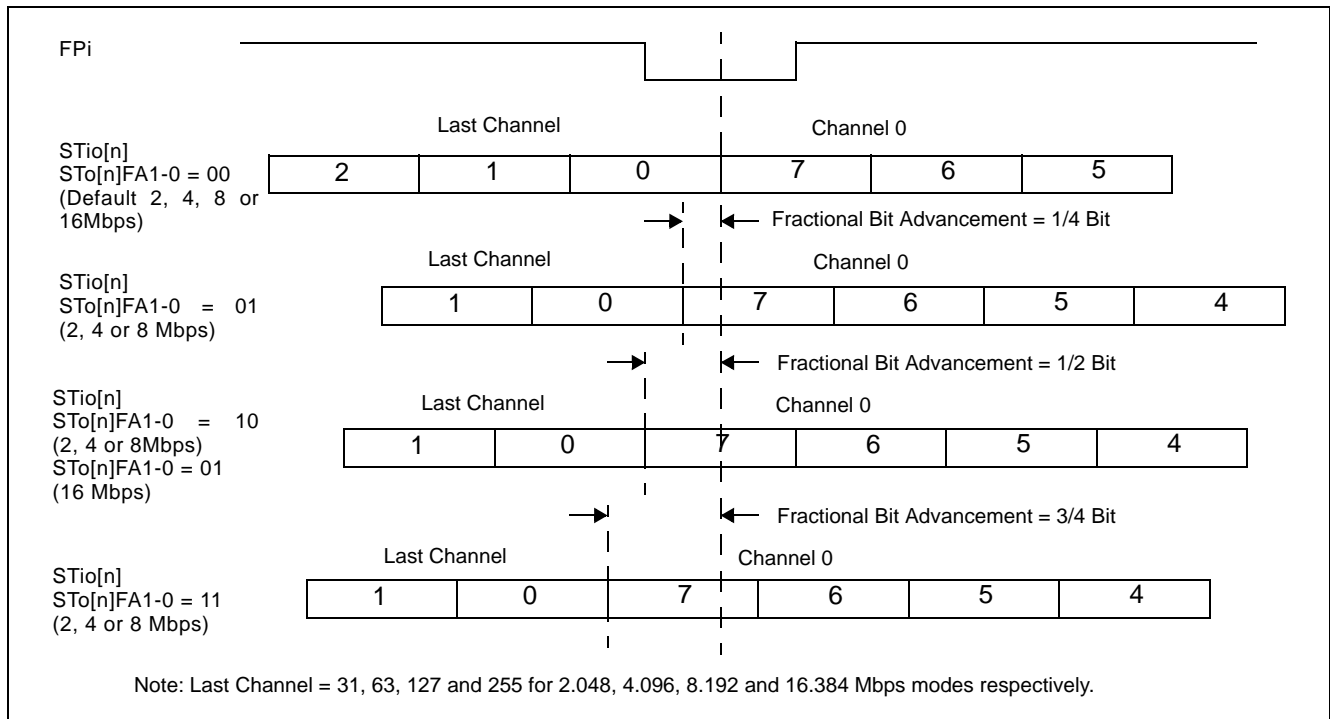 FPi
Last Channel
Channel 0
STio[n]
STo[n]FA1-0 = 00
(Default 2, 4, 8 or
16Mbps)
2 1 0 7 6 5
Fractional Bit Advancement = 1/4 Bit
Last Channel
Channel 0
STio[n]
STo[n]FA1-0 = 01
(2, 4 or 8 Mbps)
1 0 7 6 5 4
Fractional Bit Advancement = 1/2 Bit
Last Channel
Channel 0
STio[n]
STo[n]FA1-0 = 10
(2, 4 or 8Mbps)
STo[n]FA1-0 = 01
(16 Mbps)
1 0 7 6 5 4
Fractional Bit Advancement = 3/4 Bit
Last Channel
Channel 0
STio[n]
STo[n]FA1-0 = 11
(2, 4 or 8 Mbps)
1 0 7 6 5 4
Note: Last Channel = 31, 63, 127 and 255 for 2.048, 4.096, 8.192 and 16.384 Mbps modes respectively.